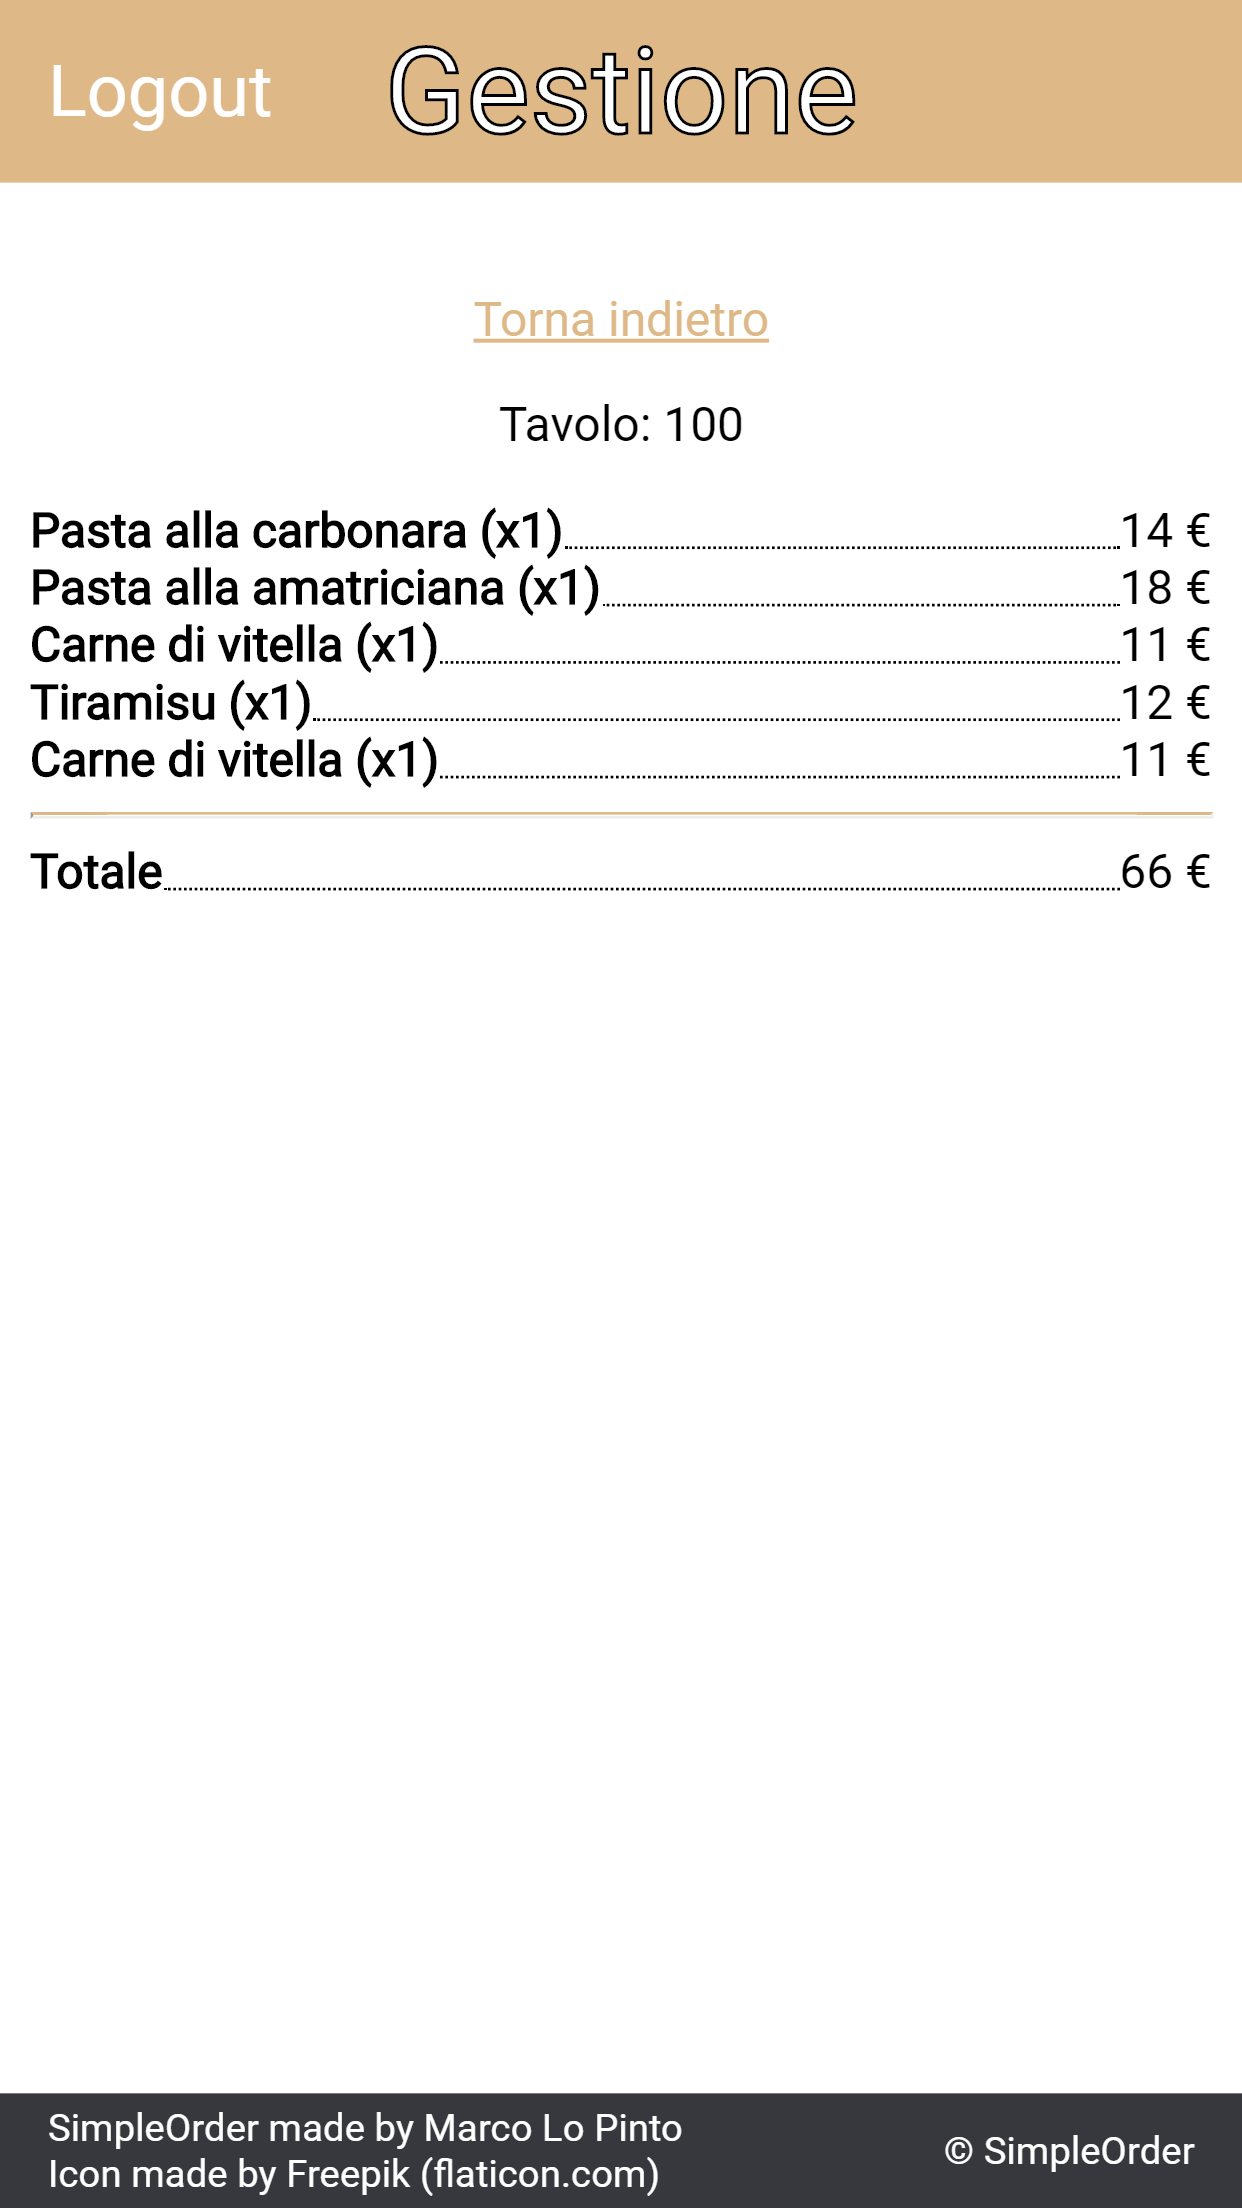 Logout
Gestione
Torna indietro
Tavolo: 100
Pasta alla carbonara (x1) 14 €
Pasta alla amatriciana (x1) 18 €
Carne di vitella (x1) 11 €
Tiramisu (x1) 12 €
Carne di vitella (x1) 11 €
Totale 66 €
SimpleOrder made by Marco Lo Pinto
Icon made by Freepik (flaticon.com)
© SimpleOrder